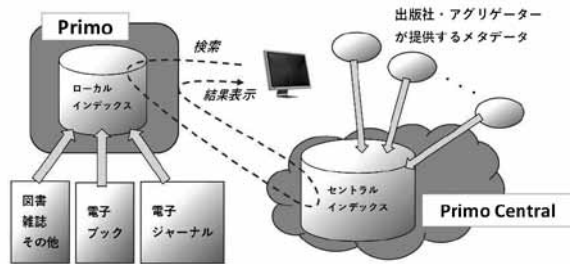 Primo
ローカル
インデックス
検索
結果表示
出版社・アグリゲーター
が提供するメタデータ
図書
雑誌
その他
電子
ブック
電子
ジャーナル
セントラル
インデックス
Primo Central